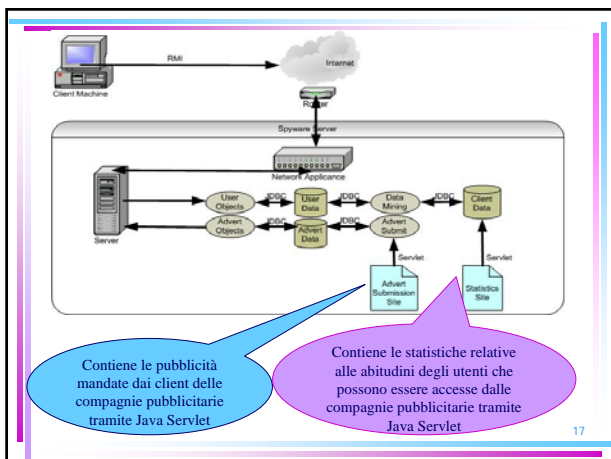 RMI
Internet
Client Machine
Router
Spyware Server
Network Applicance
User
Objects
JDBC
User
Data
JDBC
Data
Mining
JDBC
Client
Data
Server
Advert
Objects
JDBC
Advert
Data
JDBC
Advert
Submit
Servlet
Servlet
Advert
Submission
Site
Statistics
Site
Contiene le pubblicità
mandate dai client delle
compagnie pubblicitarie
tramite Java Servlet
Contiene le statistiche relative
alle abitudini degli utenti che
possono essere accesse dalle
compagnie pubblicitarie tramite
Java Servlet
17